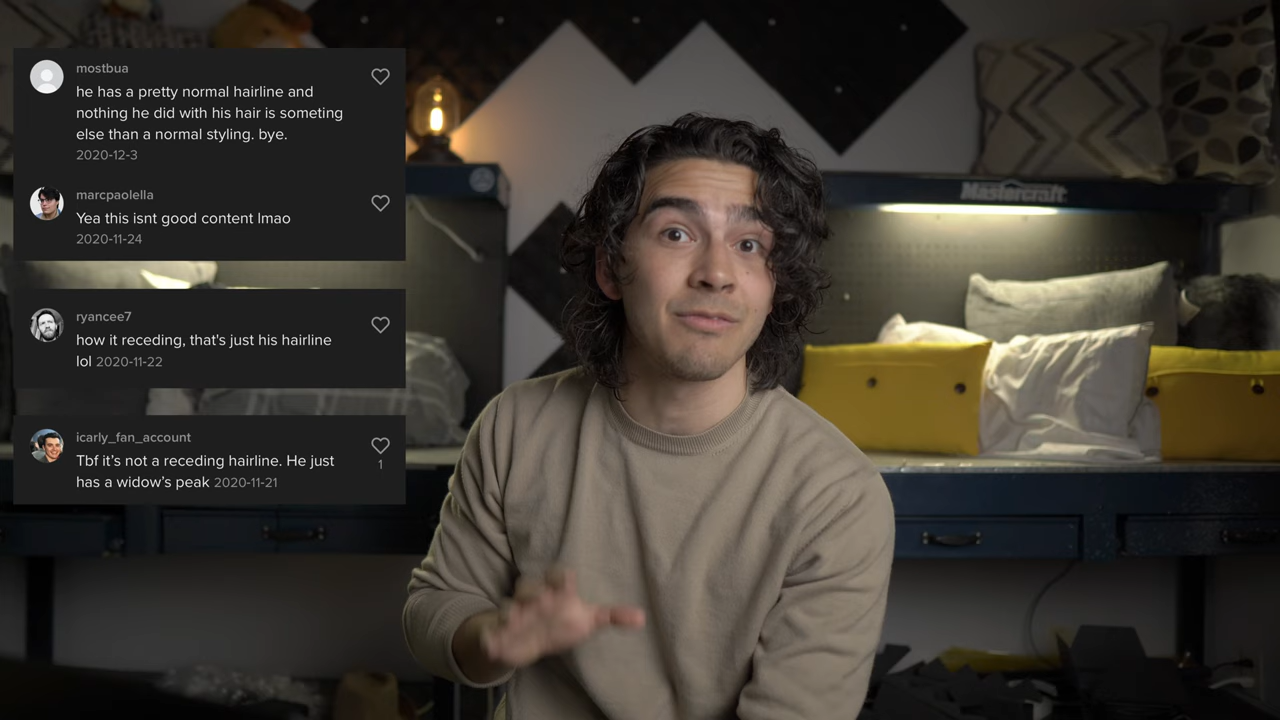 mostbua
he has a pretty normal hairline and
nothing he did with his hair is someting
else than a normal styling. bye.
2020-12-3
marcpaolella
Yea this isnt good content lmao
2020-11-24
ryancee7
how it receding, that's just his hairline
lol 2020-11-22
icarly_fan_account
Tbf it’s not a receding hairline. He just
1
has a widow’s peak 2020-11-21
Mastercraft